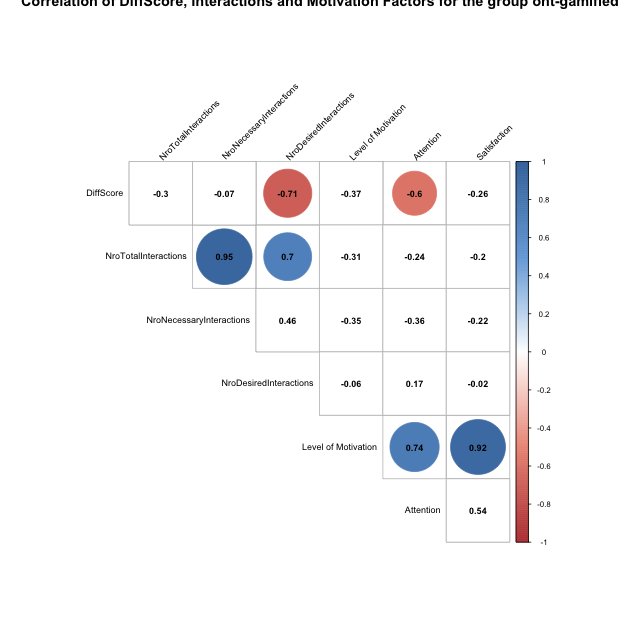 Correlation of DiffScore, Interactions and Motivation Factors for the group ont-gamified
NroTotalInteractions
NroNecessaryInteractions
NroDesiredInteractions
Level of Motivation
Attention
Satisfaction
DiffScore -0.3 -0.07 -0.71 -0.37 -0.6 -0.26
NroTotalInteractions 0.95 0.7 -0.31 -0.24 -0.2
NroNecessaryInteractions 0.46 -0.35 -0.36 -0.22
NroDesiredInteractions -0.06 0.17 -0.02
Level of Motivation 0.74 0.92
Attention 0.54
1
0.8
0.6
0.4
0.2
0
-0.2
-0.4
-0.6
-0.8
-1